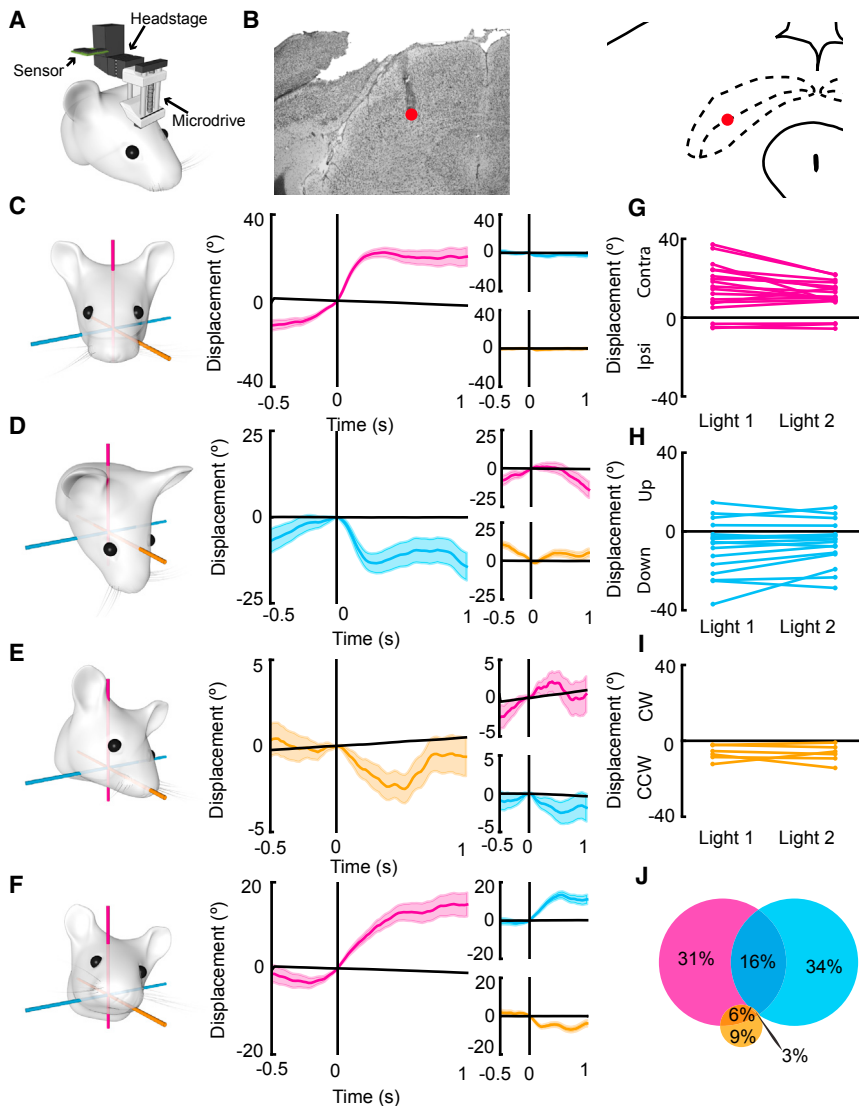 A
Headstage
Sensor
Microdrive
B
C
Displacement (º)
40
0
-40
-0.5
0
1
Time (s)
40
0
-40
40
0
-40
-0.5
0
1
D
Displacement (º)
25
0
-25
-0.5
0
1
Time (s)
25
0
25
25
0
25
-0.5
0
1
E
Displacement (º)
5
0
-5
-0.5
0
1
Time (s)
5
0
5
5
0
5
-0.5
0
1
F
Displacement (º)
20
0
-20
-0.5
0
1
Time (s)
20
0
20
20
0
20
-0.5
0
1
G
Displacement (º)
Ipsi Contra
40
0
-40
Light 1 Light 2
H
Displacement (º)
Down Up
40
0
-40
Light 1 Light 2
I
Displacement (º)
CCW CW
40
0
-40
Light 1 Light 2
J
31% 16% 34%
6%
9%
3%